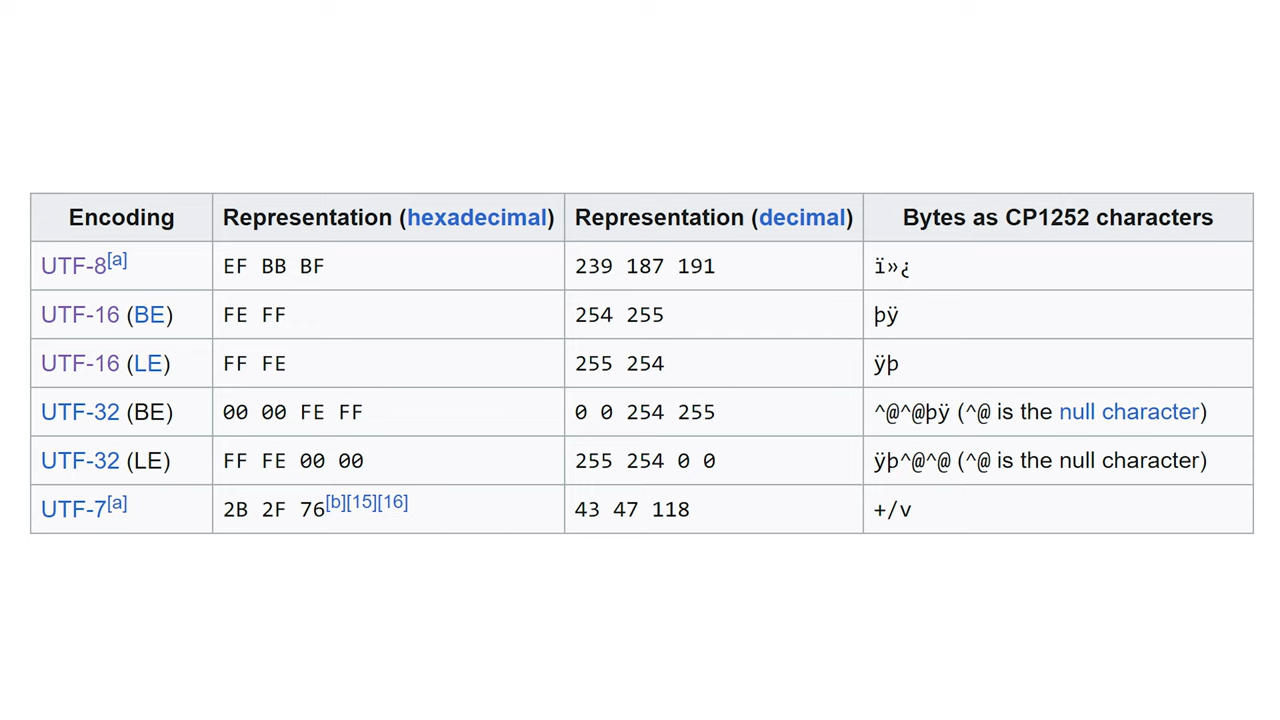 Encoding Representation (hexadecimal) Representation (decimal) Bytes as CP1252 characters
UTF-8[a] EF BB BF 239 187 191 ï»¿
UTF-16 (BE) FE FF 254 255 þÿ
UTF-16 (LE) FF FE 255 254 ÿþ
UTF-32 (BE) 00 00 FE FF 0 0 254 255 ^@^@þÿ (^@ is the null character)
UTF-32 (LE) FF FE 00 00 255 254 0 0 ÿþ^@^@ (^@ is the null character)
UTF-7[a] 2B 2F 76[b][15][16] 43 47 118 +/v